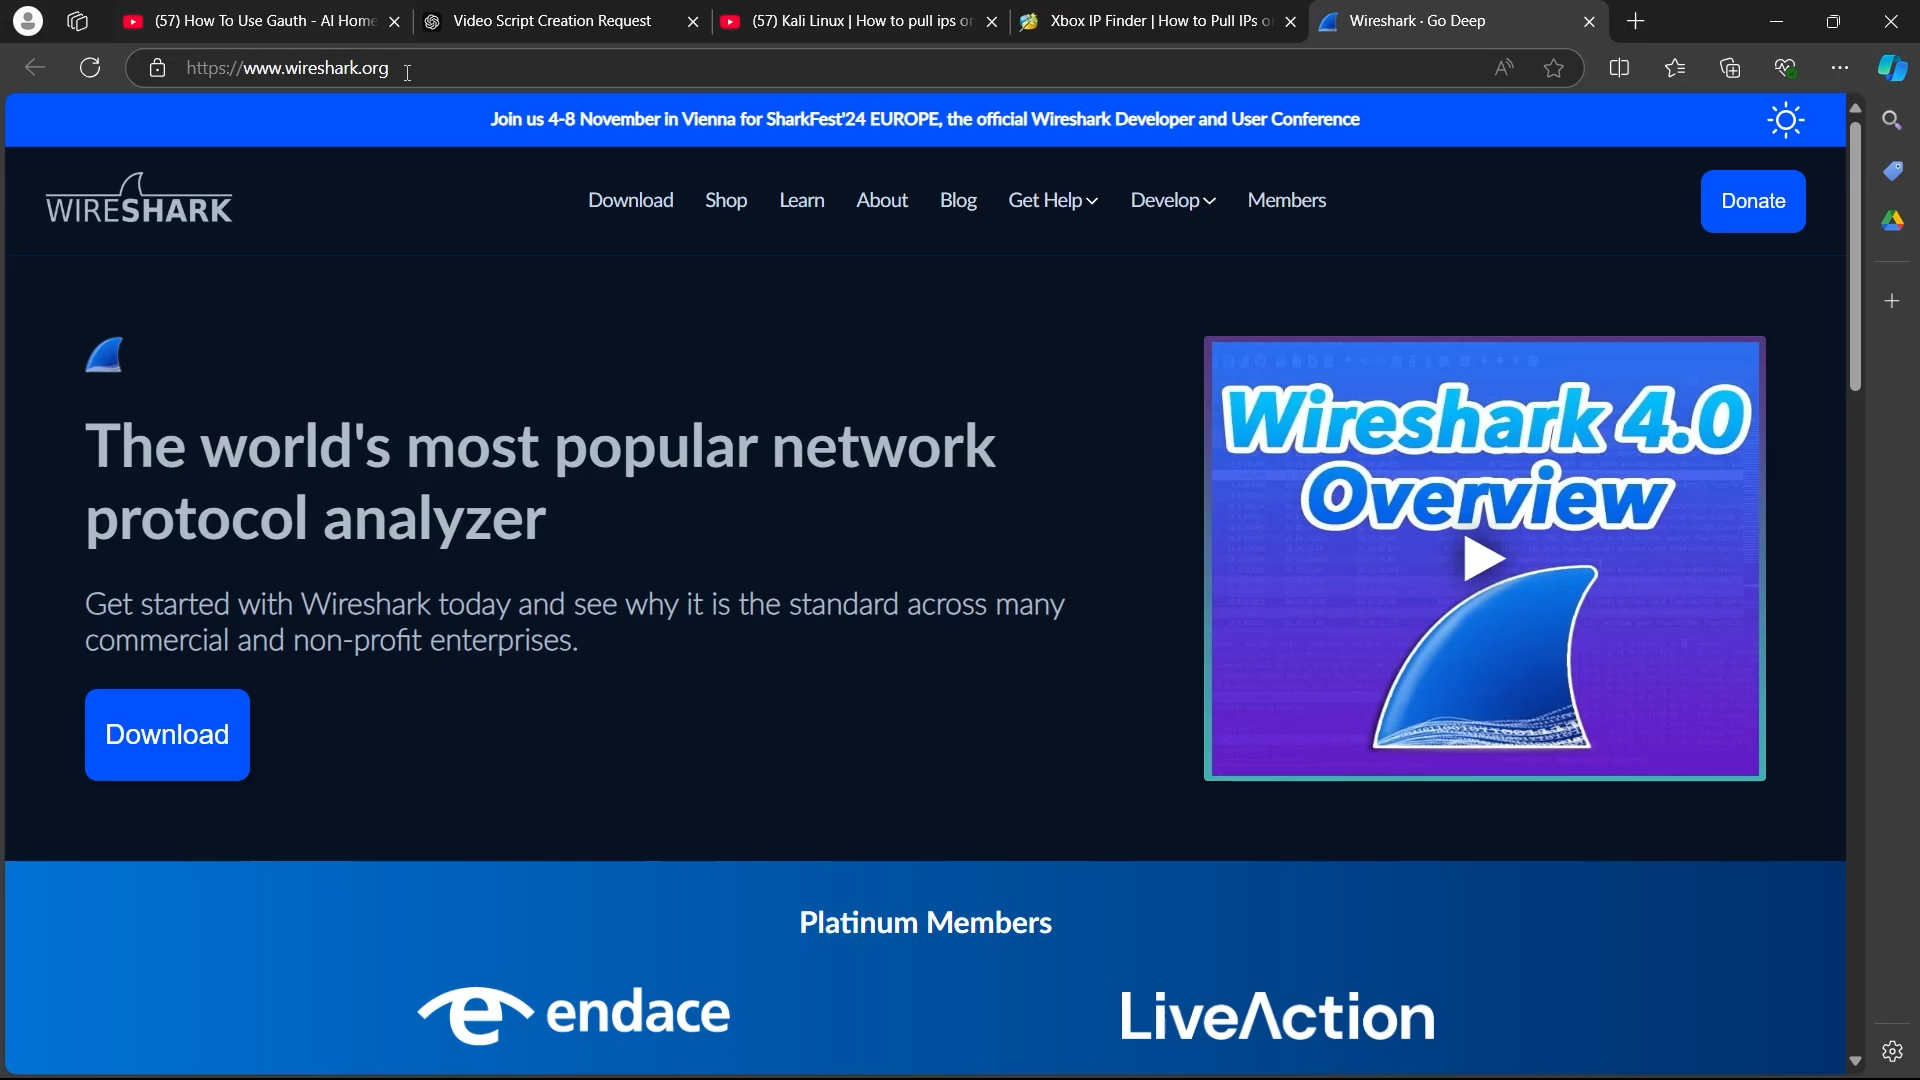 (57) How To Use Gauth - AI Home
Video Script Creation Request
(57) Kali Linux | How to pull ips or
Xbox IP Finder | How to Pull IPs o
Wireshark · Go Deep
https://www.wireshark.org
Join us 4-8 November in Vienna for SharkFest'24 EUROPE, the official Wireshark Developer and User Conference
WIRESHARK
Download
Shop
Learn
About
Blog
Get Help
Develop
Members
Donate
The world's most popular network
protocol analyzer
Get started with Wireshark today and see why it is the standard across many
commercial and non-profit enterprises.
Download
Wireshark 4.0
Overview
Platinum Members
endace
LiveAction